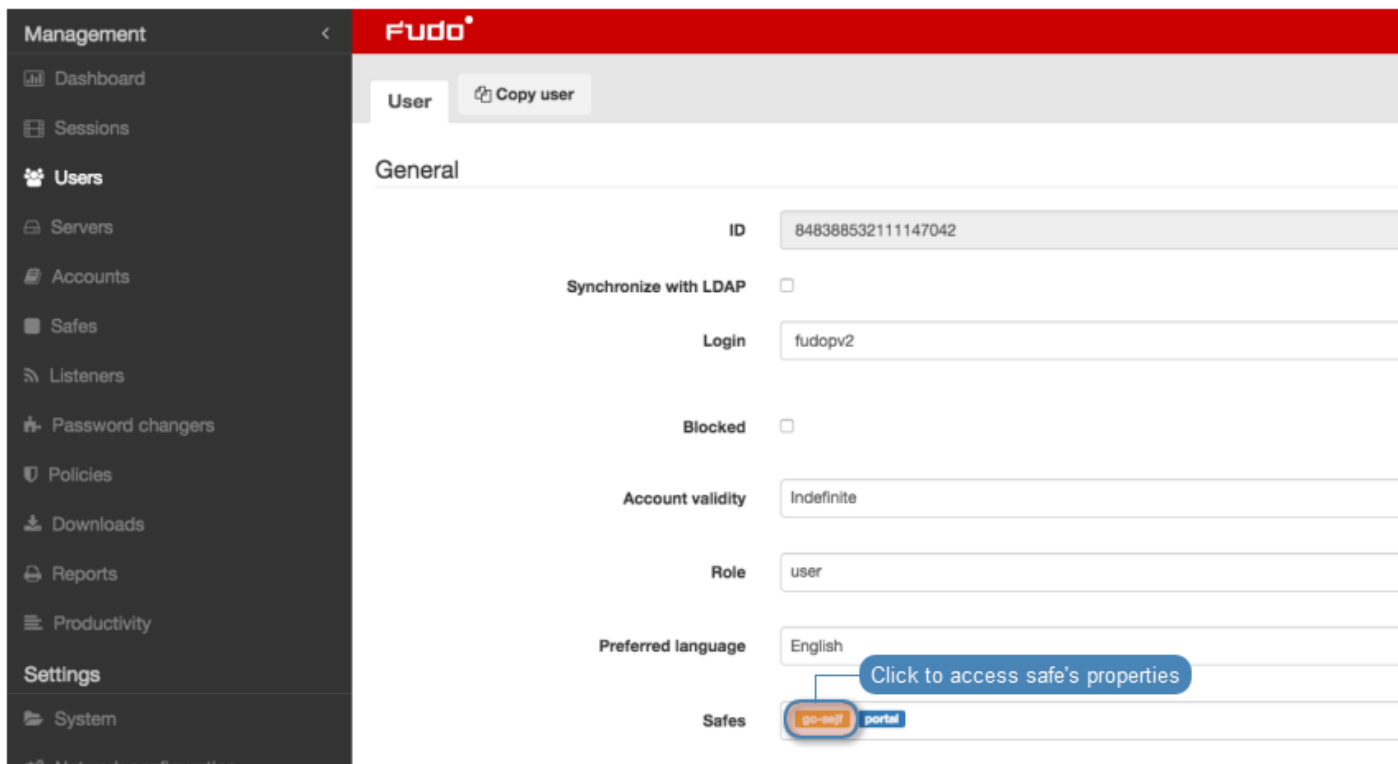 Management
Dashboard
Sessions
Users
Servers
Accounts
Safes
Listeners
Password changers
Policies
Downloads
Reports
Productivity
Settings
System
FUDO
User
Copy user
General
ID 848388532111147042
Synchronize with LDAP
Login fudopv2
Blocked
Account validity Indefinite
Role user
Preferred language English
Click to access safe's properties
Safes go-sejf portal